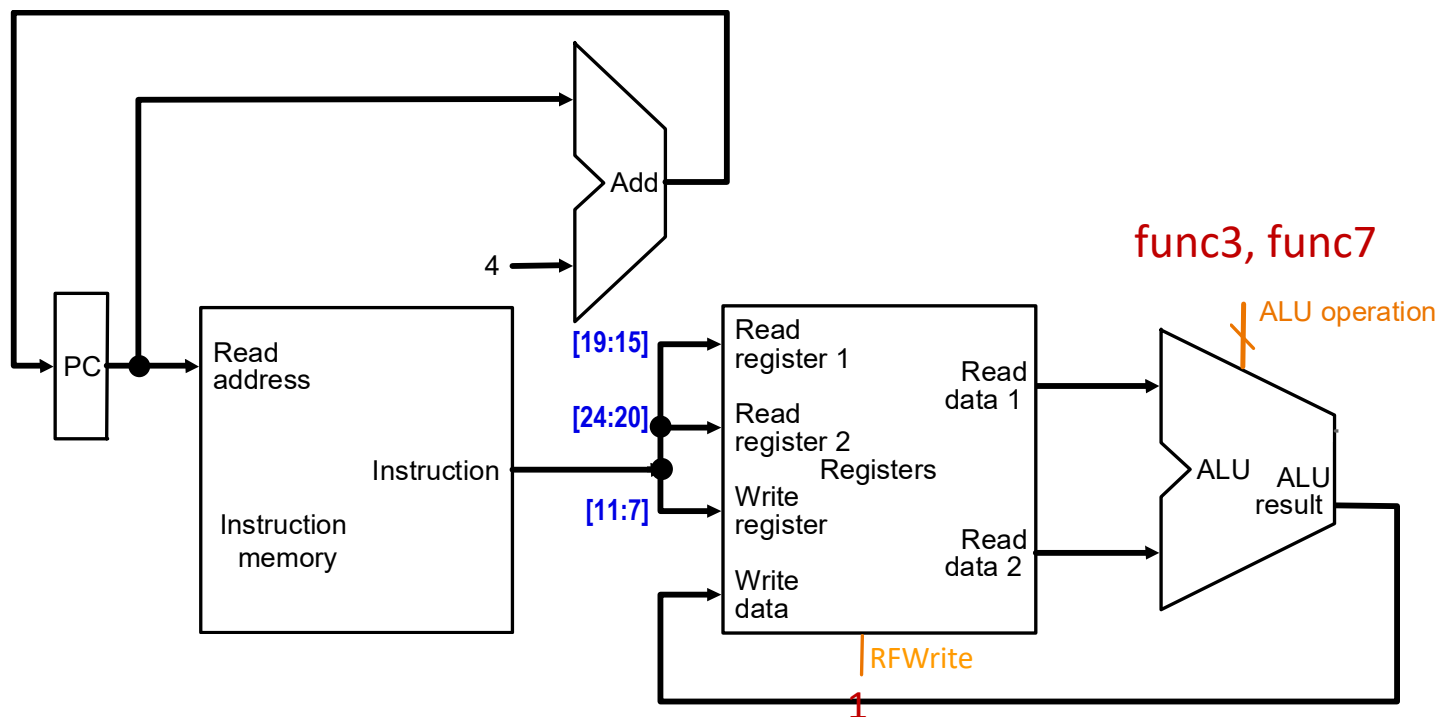 Add
4
func3, func7
ALU operation
PC
Read
address
Instruction
Instruction
memory
[19:15]
[24:20]
[11:7]
Read
register 1
Read
register 2
Registers
Write
register
Write
data
Read
data 1
Read
data 2
ALU
ALU
result
RFWrite
1